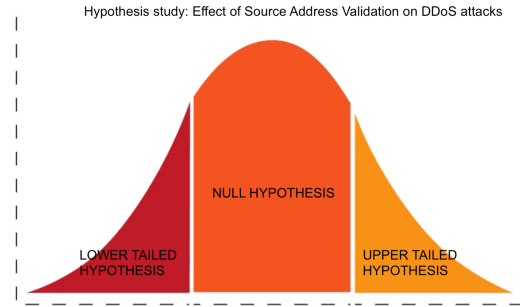 Hypothesis study: Effect of Source Address Validation on DDoS attacks
NULL HYPOTHESIS
LOWER TAILED
HYPOTHESIS
UPPER TAILED
HYPOTHESIS